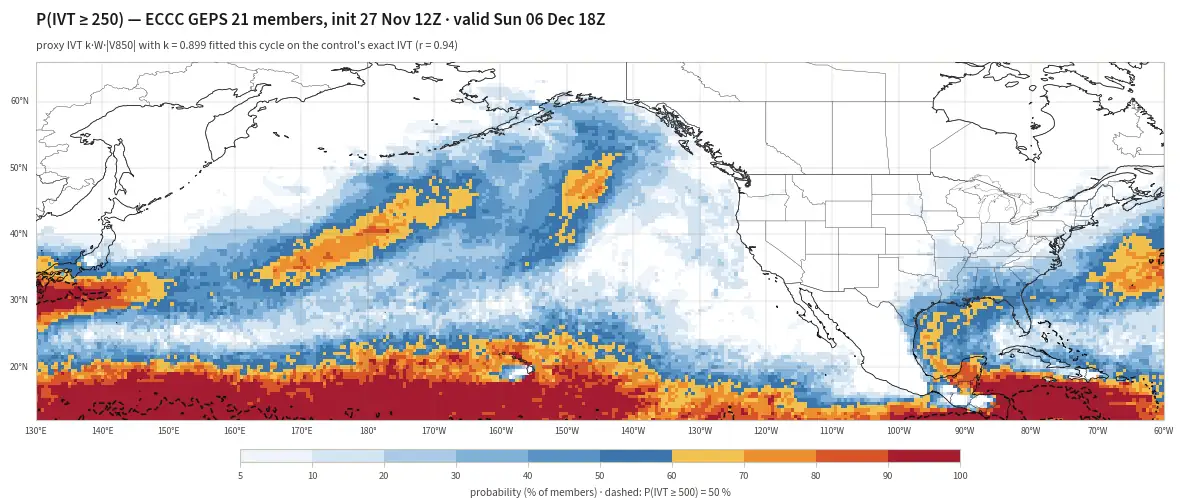 P(IVT ≥ 250) — ECCC GEPS 21 members, init 27 Nov 12Z · valid Sun 06 Dec 18Z
proxy IVT k·W·|V850| with k = 0.899 fitted this cycle on the control's exact IVT (r = 0.94)
60°N
50°N
40°N
30°N
20°N
130°E 140°E 150°E 160°E 170°E 180° 170°W 160°W 150°W 140°W 130°W 120°W 110°W 100°W 90°W 80°W 70°W 60°W
5 10 20 30 40 50 60 70 80 90 100
probability (% of members) · dashed: P(IVT ≥ 500) = 50 %